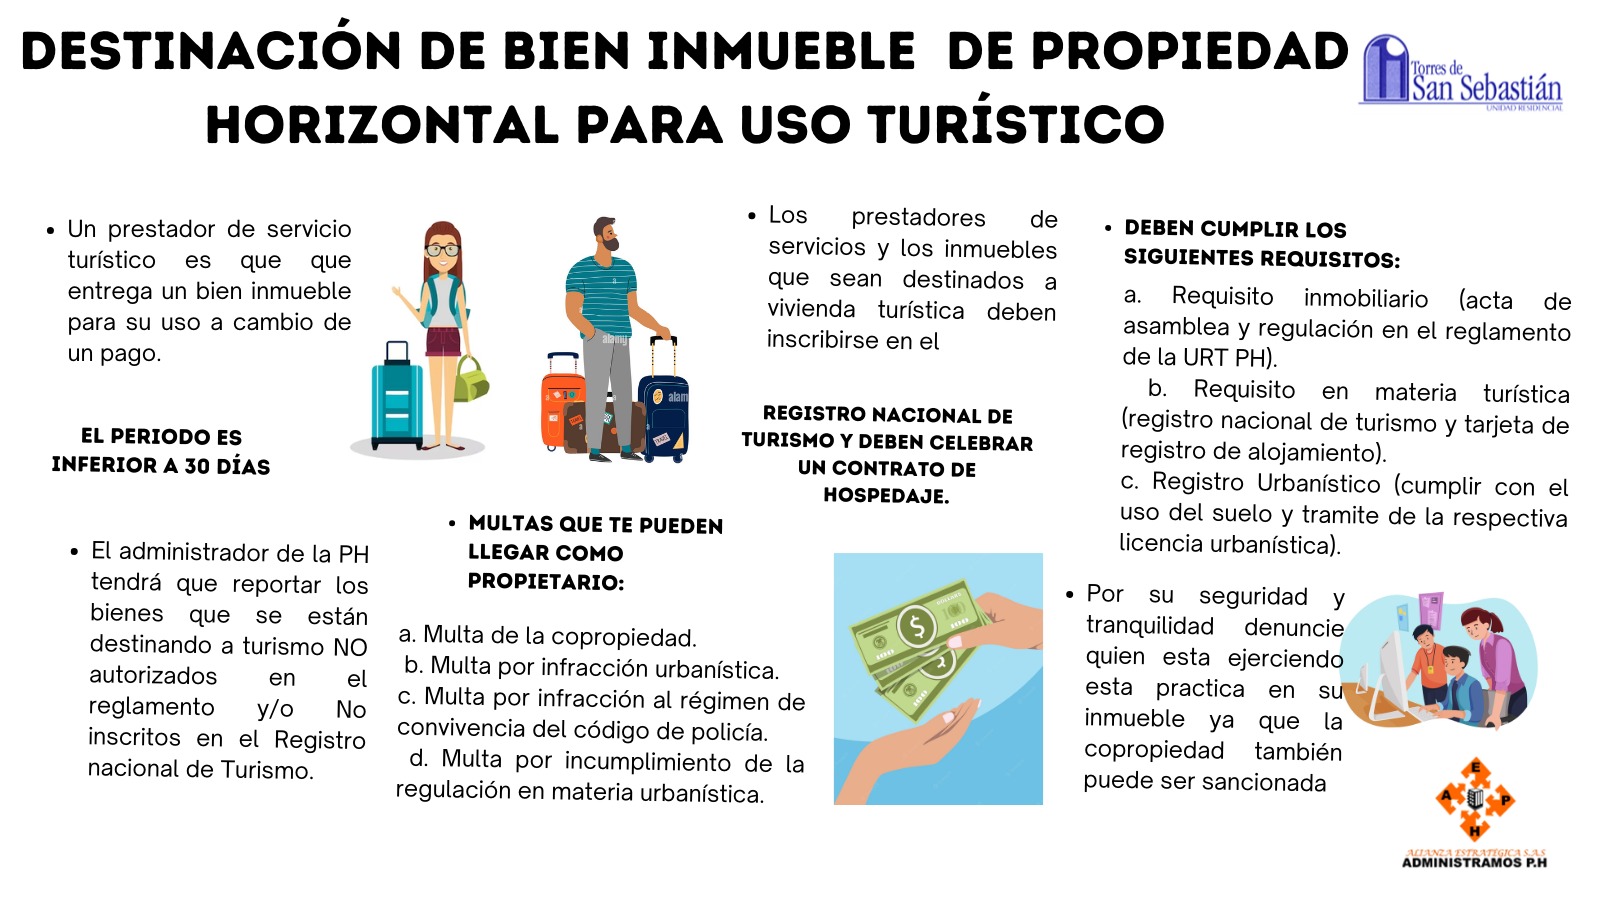 DESTINACIÓN DE BIEN INMUEBLE DE PROPIEDAD
HORIZONTAL PARA USO TURÍSTICO
Torres de
San Sebastián
UNIDAD RESIDENCIAL
• Un prestador de servicio
turístico es que que
entrega un bien inmueble
para su uso a cambio de
un pago.
EL PERIODO ES
INFERIOR A 30 DÍAS
• El administrador de la PH
tendrá que reportar los
bienes que se están
destinando a turismo NO
autorizados en el
reglamento y/o No
inscritos en el Registro
nacional de Turismo.
alamy
alam
• MULTAS QUE TE PUEDEN
LLEGAR COMO
PROPIETARIO:
a. Multa de la copropiedad.
b. Multa por infracción urbanística.
c. Multa por infracción al régimen de
convivencia del código de policía.
d. Multa por incumplimiento de la
regulación en materia urbanística.
• Los prestadores de
servicios y los inmuebles
que sean destinados a
vivienda turística deben
inscribirse en el
REGISTRO NACIONAL DE
TURISMO Y DEBEN CELEBRAR
UN CONTRATO DE
HOSPEDAJE.
DOLLARS
100
100
• DEBEN CUMPLIR LOS
SIGUIENTES REQUISITOS:
a. Requisito inmobiliario (acta de
asamblea y regulación en el reglamento
de la URT PH).
b. Requisito en materia turística
(registro nacional de turismo y tarjeta de
registro de alojamiento).
c. Registro Urbanístico (cumplir con el
uso del suelo y tramite de la respectiva
licencia urbanística).
• Por su seguridad y
tranquilidad denuncie
quien esta ejerciendo
esta practica en su
inmueble ya que la
copropiedad también
puede ser sancionada
E
A P
H
ALIANZA ESTRATÉGICA S.A.S
ADMINISTRAMOS P.H